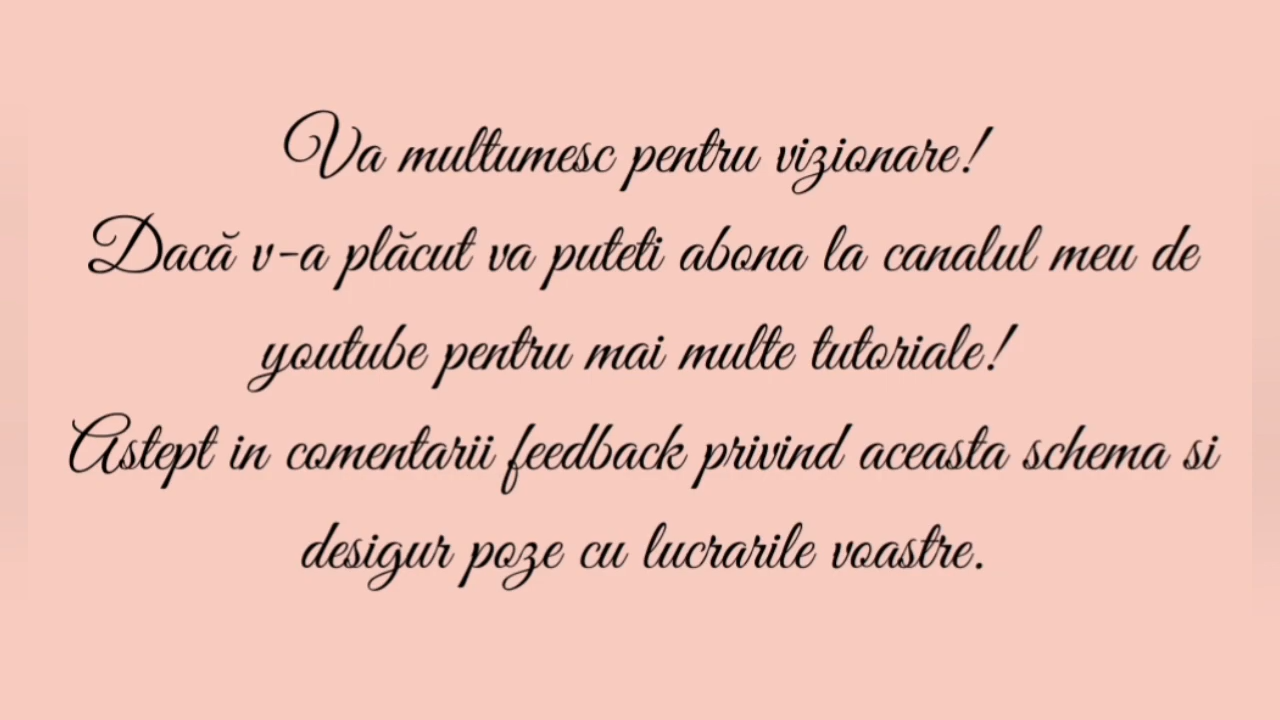 Va multumesc pentru vizionare!
Dacă v-a plăcut va puteti abona la canalul meu de
youtube pentru mai multe tutoriale!
Astept in comentarii feedback privind aceasta schema si
desigur poze cu lucrarile voastre.